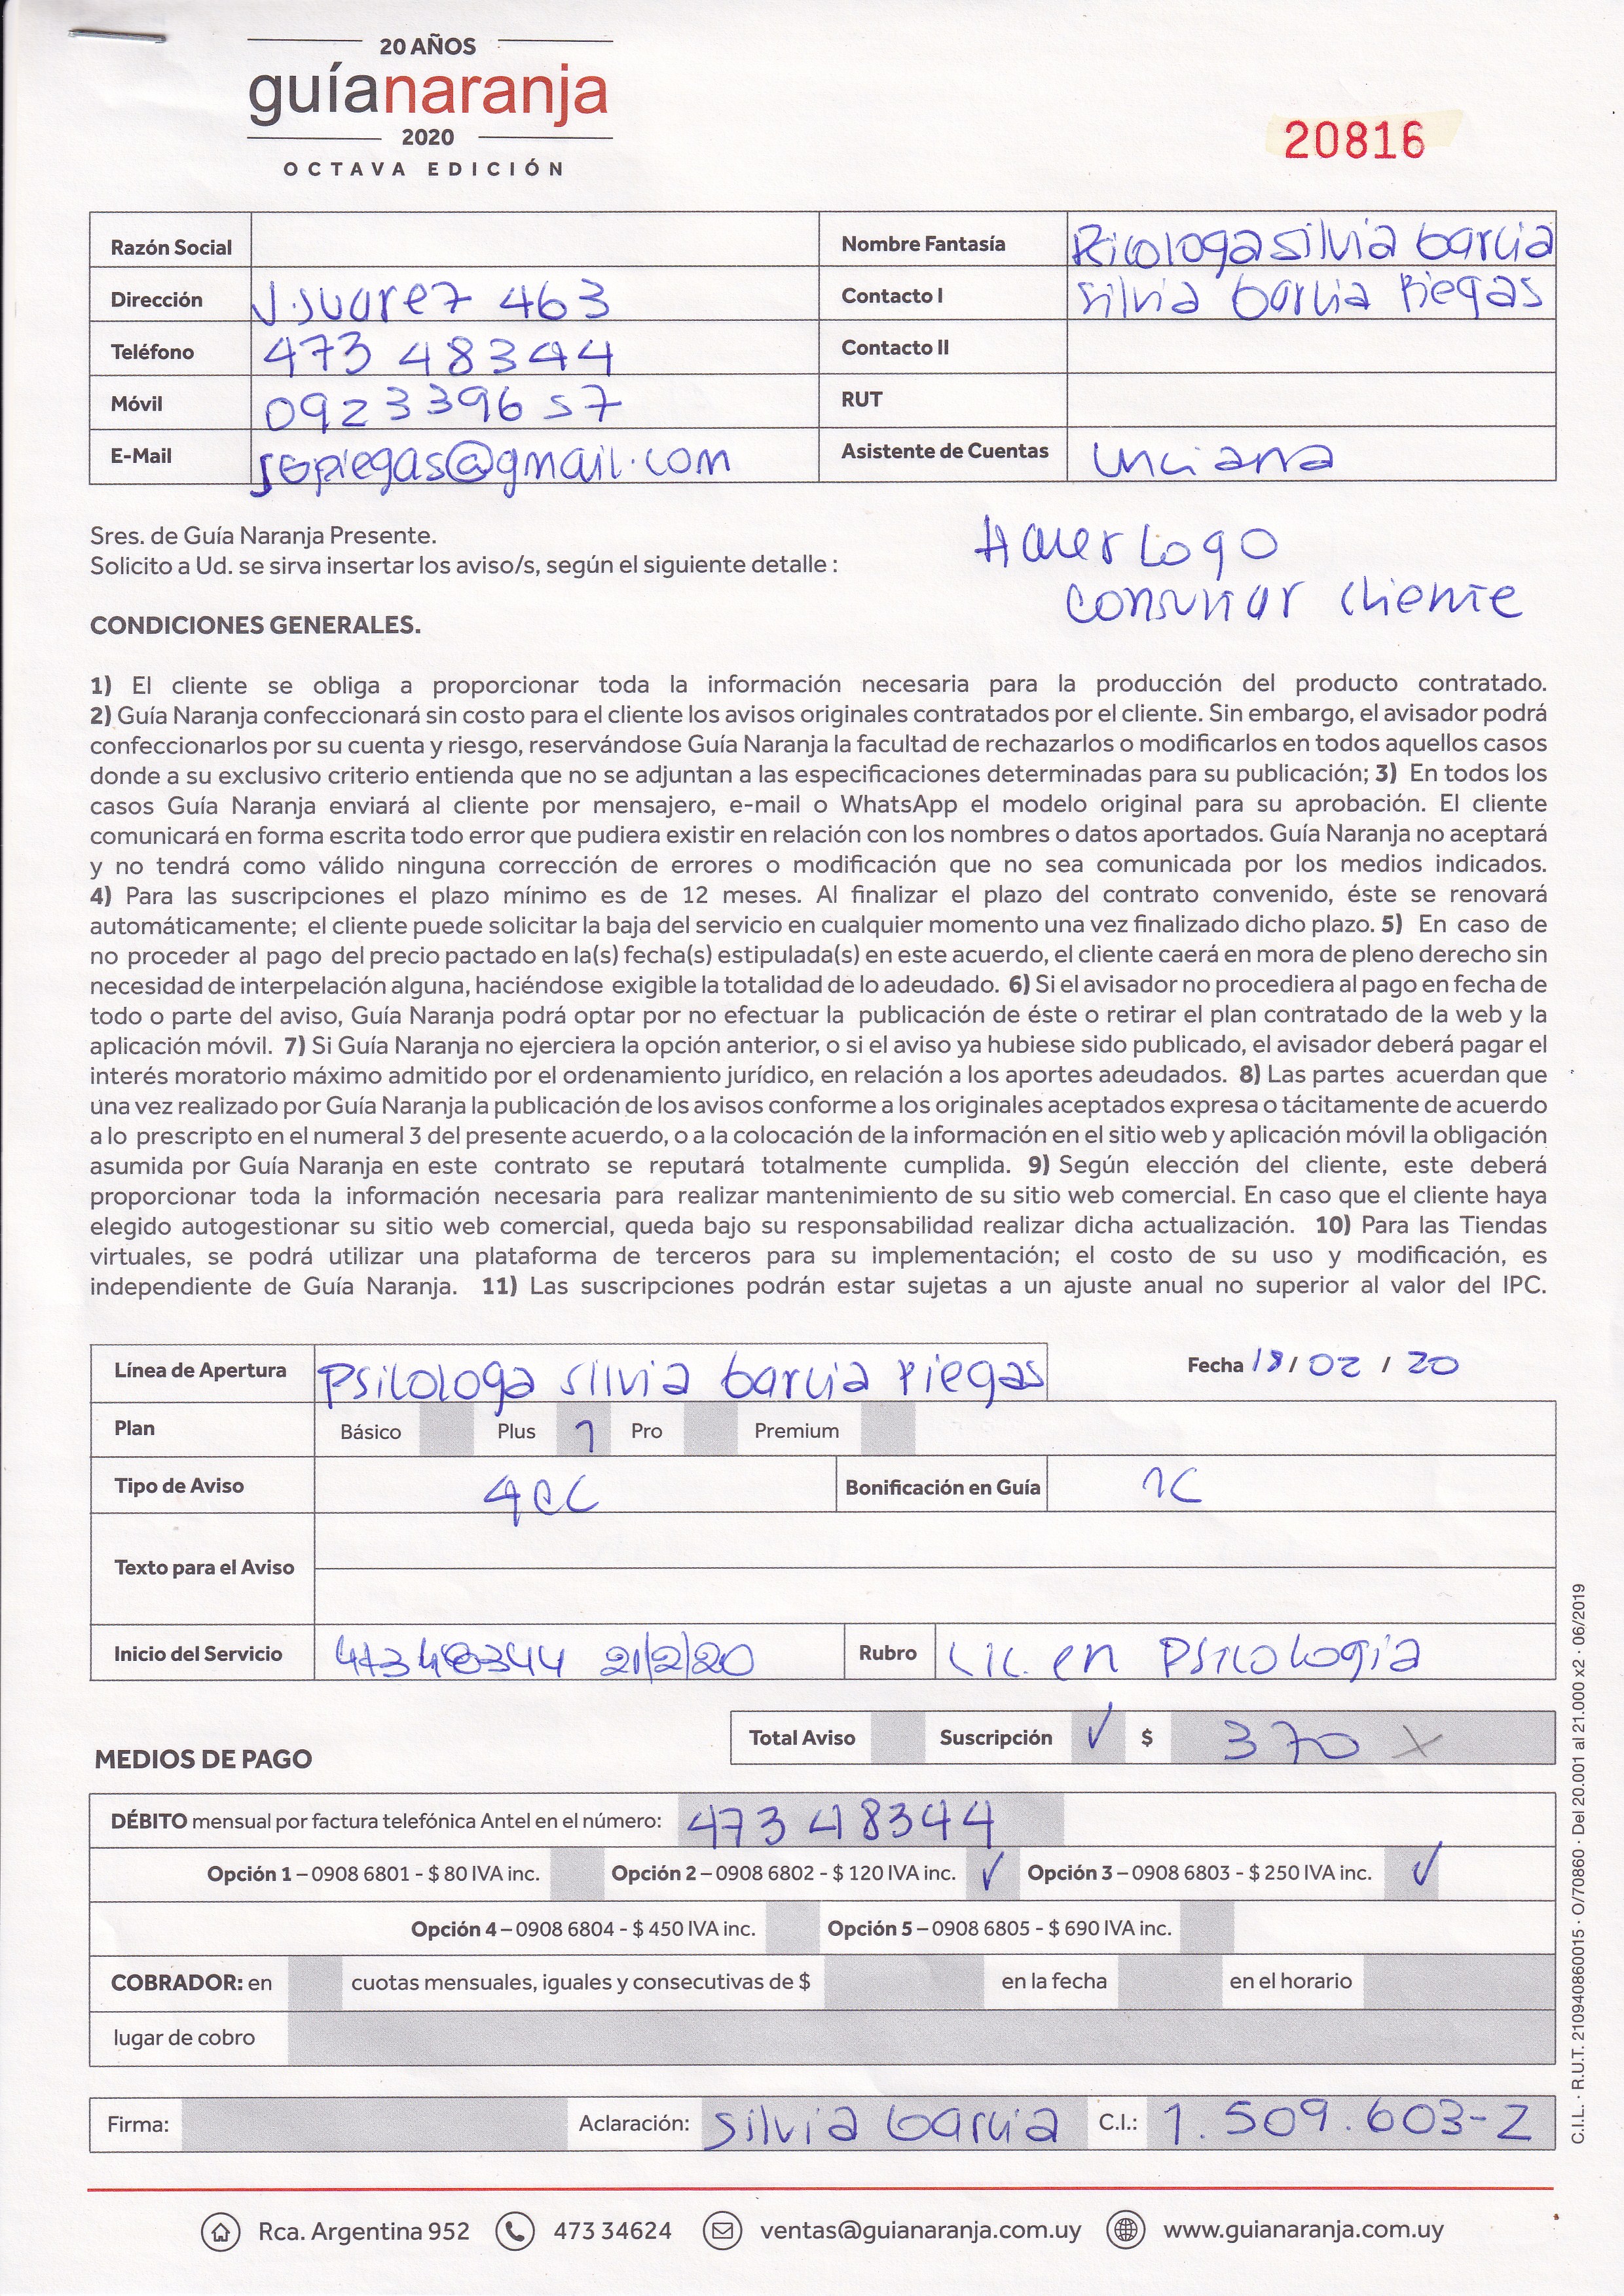 20 AÑOS
guíanaranja
2020
OCTAVA EDICIÓN
20816
Razón Social Nombre Fantasía Psicologa Silvia Garcia
Dirección J. Suarez 463 Contacto I Silvia Garcia Piegas
Teléfono 473 48344 Contacto II
Móvil 092339657 RUT
E-Mail sgpiegas@gmail.com Asistente de Cuentas Luciana
Sres. de Guía Naranja Presente.
Solicito a Ud. se sirva insertar los aviso/s, según el siguiente detalle :
Hacer Logo
consultar cliente
CONDICIONES GENERALES.
1) El cliente se obliga a proporcionar toda la información necesaria para la producción del producto contratado.
2) Guía Naranja confeccionará sin costo para el cliente los avisos originales contratados por el cliente. Sin embargo, el avisador podrá
confeccionarlos por su cuenta y riesgo, reservándose Guía Naranja la facultad de rechazarlos o modificarlos en todos aquellos casos
donde a su exclusivo criterio entienda que no se adjuntan a las especificaciones determinadas para su publicación; 3) En todos los
casos Guía Naranja enviará al cliente por mensajero, e-mail o WhatsApp el modelo original para su aprobación. El cliente
comunicará en forma escrita todo error que pudiera existir en relación con los nombres o datos aportados. Guía Naranja no aceptará
y no tendrá como válido ninguna corrección de errores o modificación que no sea comunicada por los medios indicados.
4) Para las suscripciones el plazo mínimo es de 12 meses. Al finalizar el plazo del contrato convenido, éste se renovará
automáticamente; el cliente puede solicitar la baja del servicio en cualquier momento una vez finalizado dicho plazo. 5) En caso de
no proceder al pago del precio pactado en la(s) fecha(s) estipulada(s) en este acuerdo, el cliente caerá en mora de pleno derecho sin
necesidad de interpelación alguna, haciéndose exigible la totalidad de lo adeudado. 6) Si el avisador no procediera al pago en fecha de
todo o parte del aviso, Guía Naranja podrá optar por no efectuar la publicación de éste o retirar el plan contratado de la web y la
aplicación móvil. 7) Si Guía Naranja no ejerciera la opción anterior, o si el aviso ya hubiese sido publicado, el avisador deberá pagar el
interés moratorio máximo admitido por el ordenamiento jurídico, en relación a los aportes adeudados. 8) Las partes acuerdan que
una vez realizado por Guía Naranja la publicación de los avisos conforme a los originales aceptados expresa o tácitamente de acuerdo
a lo prescripto en el numeral 3 del presente acuerdo, o a la colocación de la información en el sitio web y aplicación móvil la obligación
asumida por Guía Naranja en este contrato se reputará totalmente cumplida. 9) Según elección del cliente, este deberá
proporcionar toda la información necesaria para realizar mantenimiento de su sitio web comercial. En caso que el cliente haya
elegido autogestionar su sitio web comercial, queda bajo su responsabilidad realizar dicha actualización. 10) Para las Tiendas
virtuales, se podrá utilizar una plataforma de terceros para su implementación; el costo de su uso y modificación, es
independiente de Guía Naranja. 11) Las suscripciones podrán estar sujetas a un ajuste anual no superior al valor del IPC.
Línea de Apertura Psicologa Silvia Garcia Piegas Fecha 18 / 02 / 20
Plan Básico Plus 1 Pro Premium
Tipo de Aviso 4CC Bonificación en Guía 1C
Texto para el Aviso
Inicio del Servicio 47348344 21/2/20 Rubro Lic. en Psicologia
Total Aviso Suscripción ✓ $ 370 X
MEDIOS DE PAGO
DÉBITO mensual por factura telefónica Antel en el número: 473 48344
Opción 1 – 0908 6801 - $ 80 IVA inc. Opción 2 – 0908 6802 - $ 120 IVA inc. ✓ Opción 3 – 0908 6803 - $ 250 IVA inc. ✓
Opción 4 – 0908 6804 - $ 450 IVA inc. Opción 5 – 0908 6805 - $ 690 IVA inc.
COBRADOR: en cuotas mensuales, iguales y consecutivas de $ en la fecha en el horario
lugar de cobro
Firma: Aclaración: Silvia Garcia C.I.: 1.509.603-2
Rca. Argentina 952 473 34624 ventas@guianaranja.com.uy www.guianaranja.com.uy
C.I.L. · R.U.T. 210940860015 · O/70860 · Del 20.001 al 21.000 x2 · 06/2019